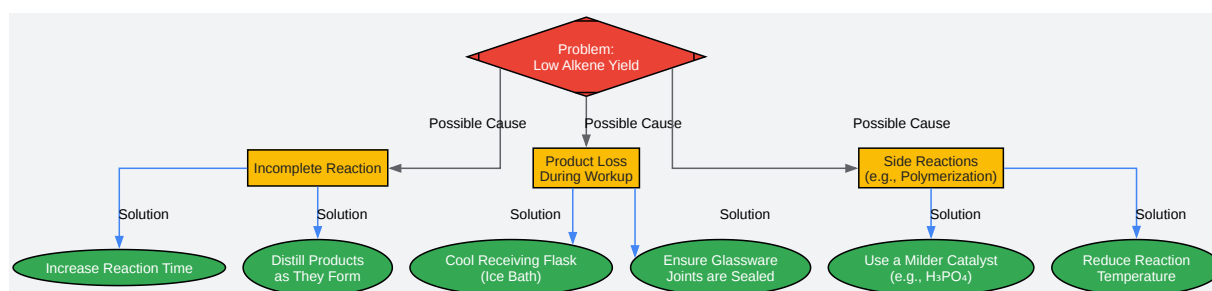 Problem:
Low Alkene Yield
Possible Cause
Possible Cause
Possible Cause
Incomplete Reaction
Product Loss
During Workup
Side Reactions
(e.g., Polymerization)
Solution
Solution
Solution
Solution
Solution
Solution
Increase Reaction Time
Distill Products
as They Form
Cool Receiving Flask
(Ice Bath)
Ensure Glassware
Joints are Sealed
Use a Milder Catalyst
(e.g., H₃PO₄)
Reduce Reaction
Temperature